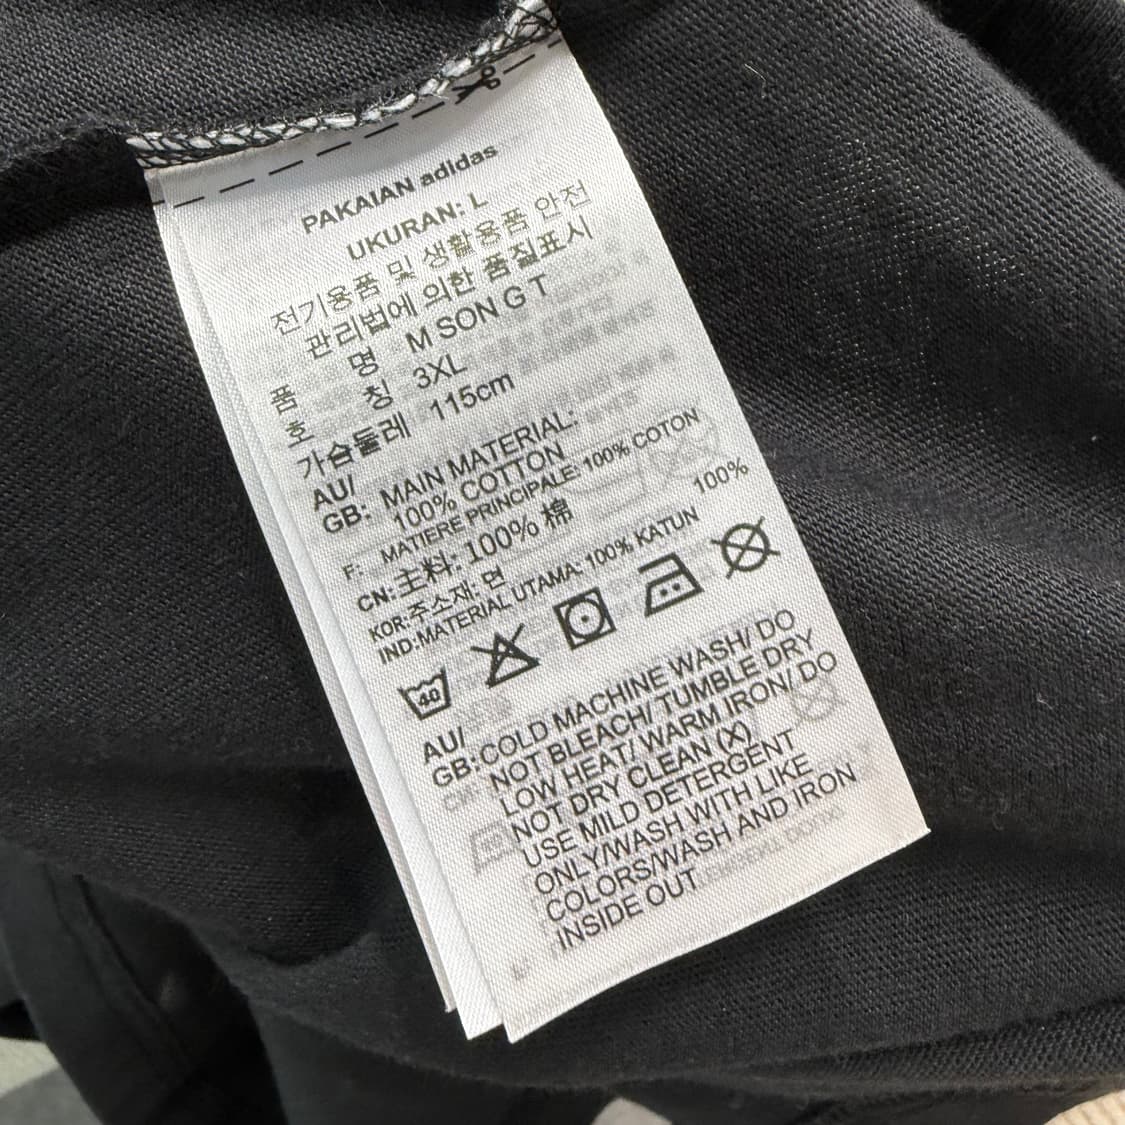 PAKAIAN adidas
UKURAN: L
전기용품 및 생활용품 안전
관리법에 의한 품질표시
품 명 M SON G T
호 칭 3XL
가슴둘레 115cm
AU/
GB: MAIN MATERIAL:
100% COTTON
F: MATIERE PRINCIPALE: 100% COTON
CN: 主料: 100% 棉
KOR: 주소재: 면 100%
IND:MATERIAL UTAMA: 100% KATUN
40
AU/
GB: COLD MACHINE WASH/ DO
NOT BLEACH/ TUMBLE DRY
LOW HEAT/ WARM IRON/ DO
NOT DRY CLEAN (X)
USE MILD DETERGENT
ONLY/WASH WITH LIKE
COLORS/WASH AND IRON
INSIDE OUT